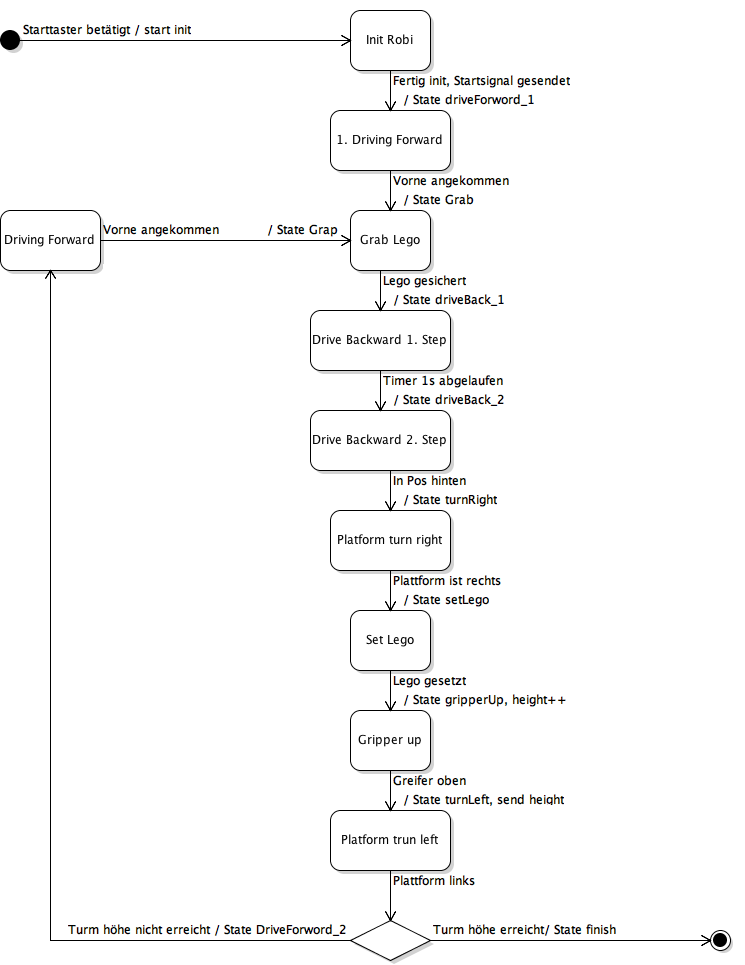 Starttaster betätigt / start init
Init Robi
Fertig init, Startsignal gesendet
/ State driveForword_1
1. Driving Forward
Vorne angekommen
/ State Grab
Driving Forward
Vorne angekommen / State Grap
Grab Lego
Lego gesichert
/ State driveBack_1
Drive Backward 1. Step
Timer 1s abgelaufen
/ State driveBack_2
Drive Backward 2. Step
In Pos hinten
/ State turnRight
Platform turn right
Plattform ist rechts
/ State setLego
Set Lego
Lego gesetzt
/ State gripperUp, height++
Gripper up
Greifer oben
/ State turnLeft, send height
Platform trun left
Plattform links
Turm höhe nicht erreicht / State DriveForword_2
Turm höhe erreicht/ State finish